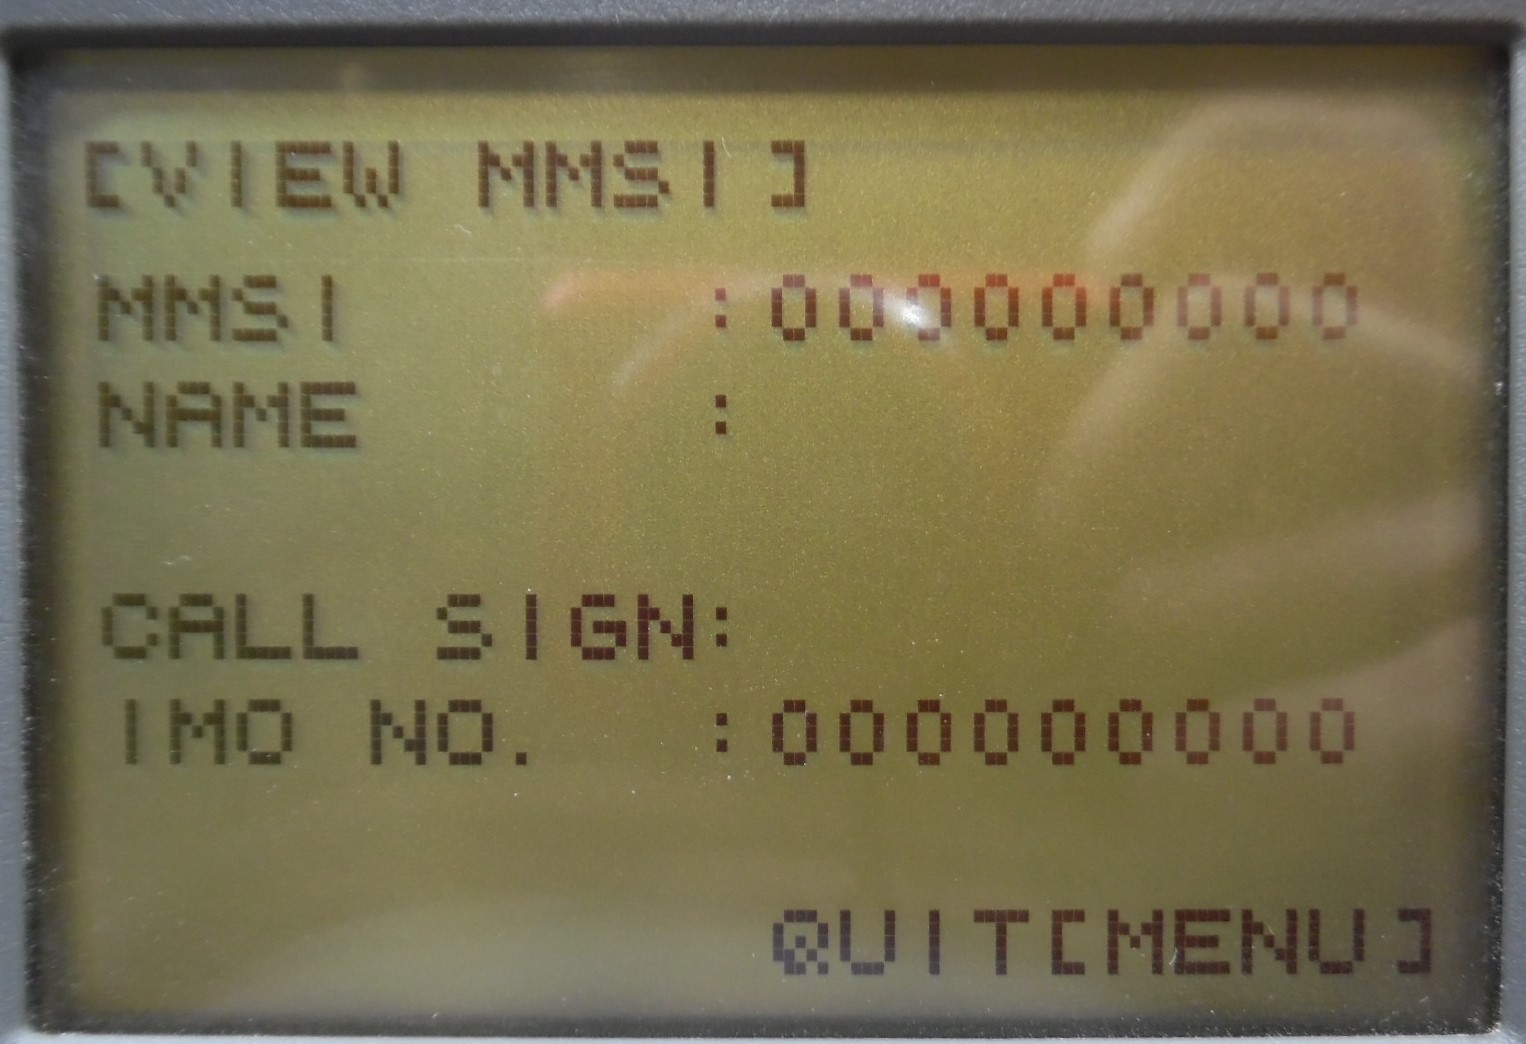 [VIEW MMSI]
MMSI :000000000
NAME :
CALL SIGN:
IMO NO. :000000000
QUIT[MENU]